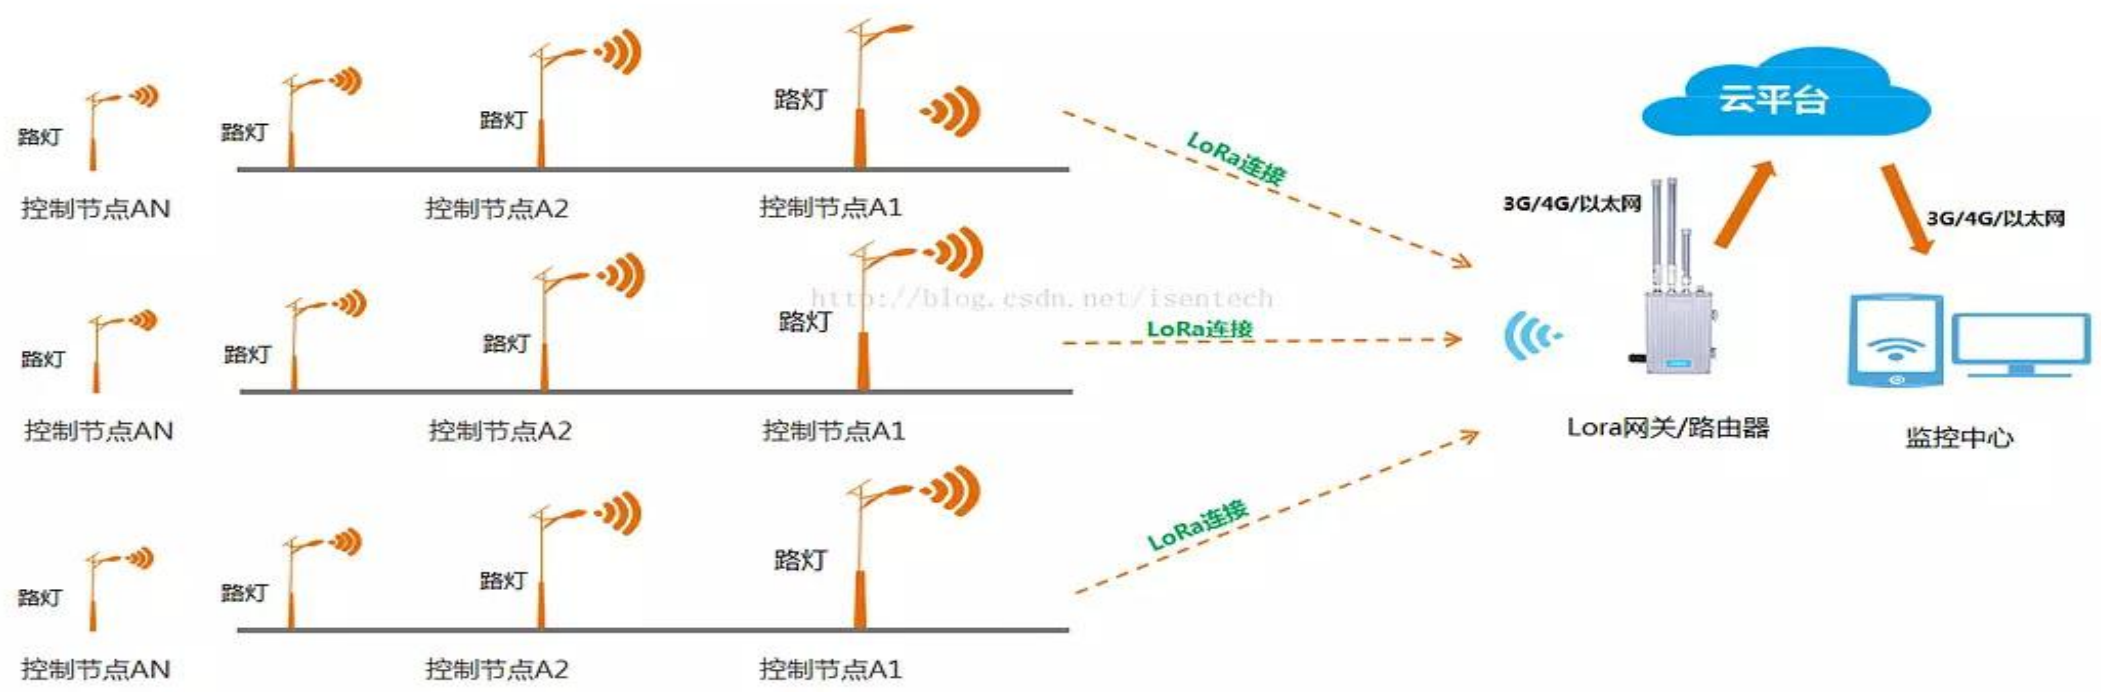 路灯
路灯
路灯
路灯
控制节点AN
控制节点A2
控制节点A1
LoRa连接
云平台
3G/4G/以太网
3G/4G/以太网
http://blog.csdn.net/isentech
路灯
路灯
路灯
路灯
LoRa连接
控制节点AN
控制节点A2
控制节点A1
Lora网关/路由器
监控中心
LoRa连接
路灯
路灯
路灯
路灯
控制节点AN
控制节点A2
控制节点A1